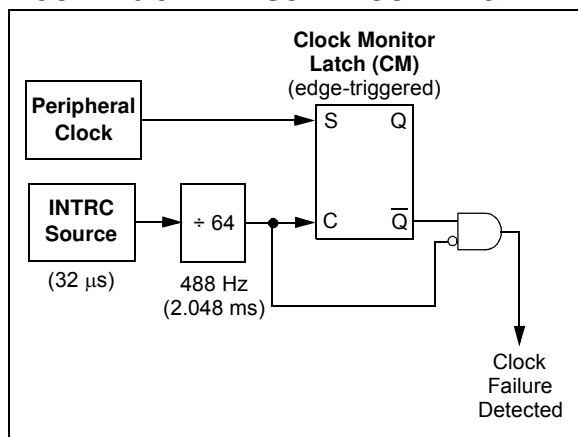 Clock Monitor
Latch (CM)
(edge-triggered)
Peripheral
Clock
S
Q
INTRC
Source
÷ 64
C
Q
(32 μs)
488 Hz
(2.048 ms)
Clock
Failure
Detected